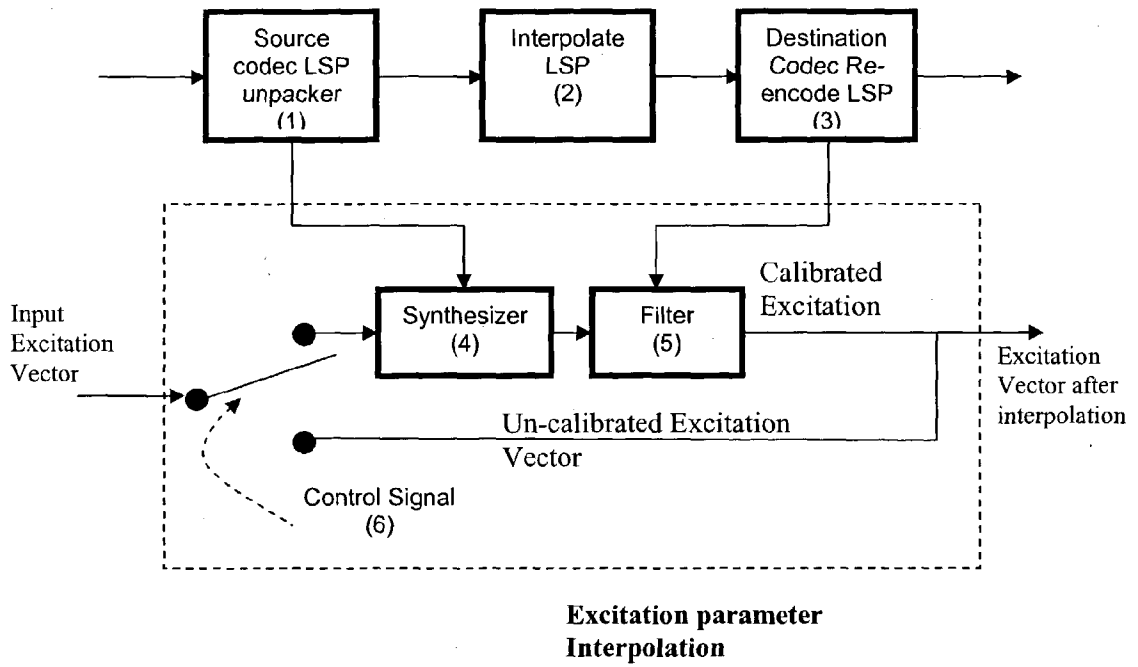 Source
codec LSP
unpacker
(1)
Interpolate
LSP
(2)
Destination
Codec Re-
encode LSP
(3)
Input
Excitation
Vector
Synthesizer
(4)
Filter
(5)
Calibrated
Excitation
Excitation
Vector after
interpolation
Un-calibrated Excitation
Vector
Control Signal
(6)
Excitation parameter
Interpolation